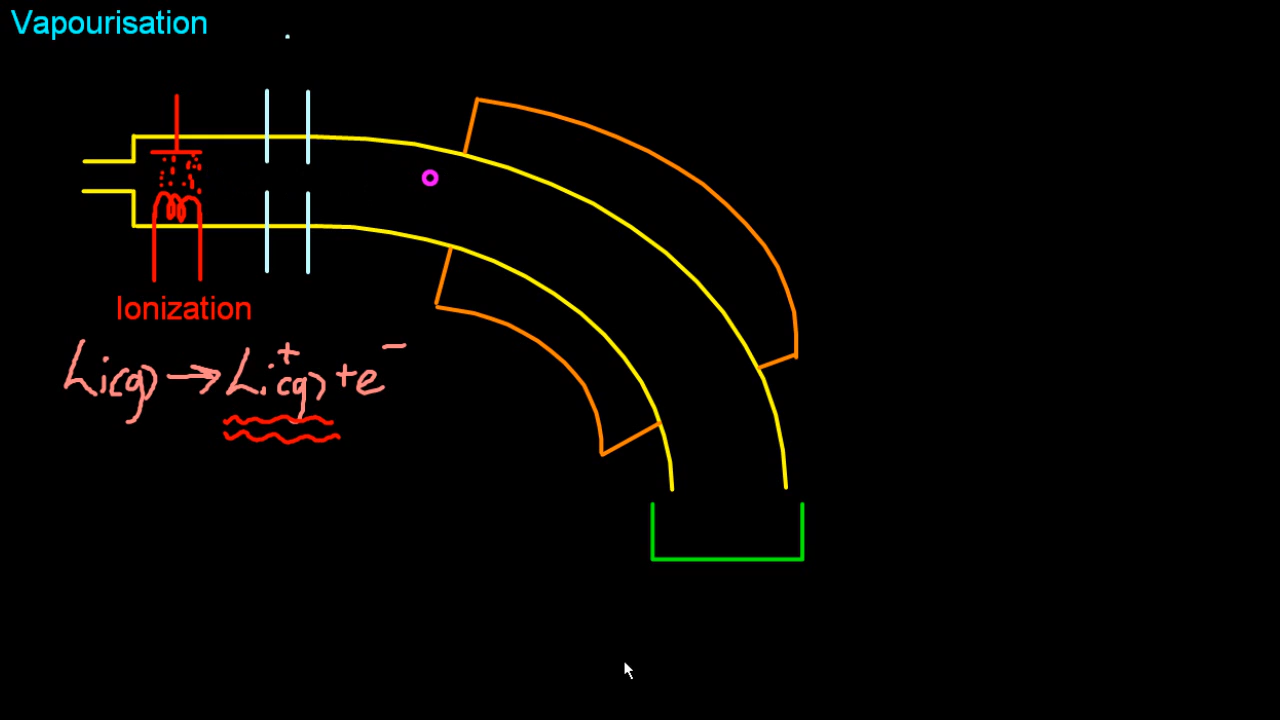 Vapourisation
Ionization
Li(g) → Li⁺(g) + e⁻